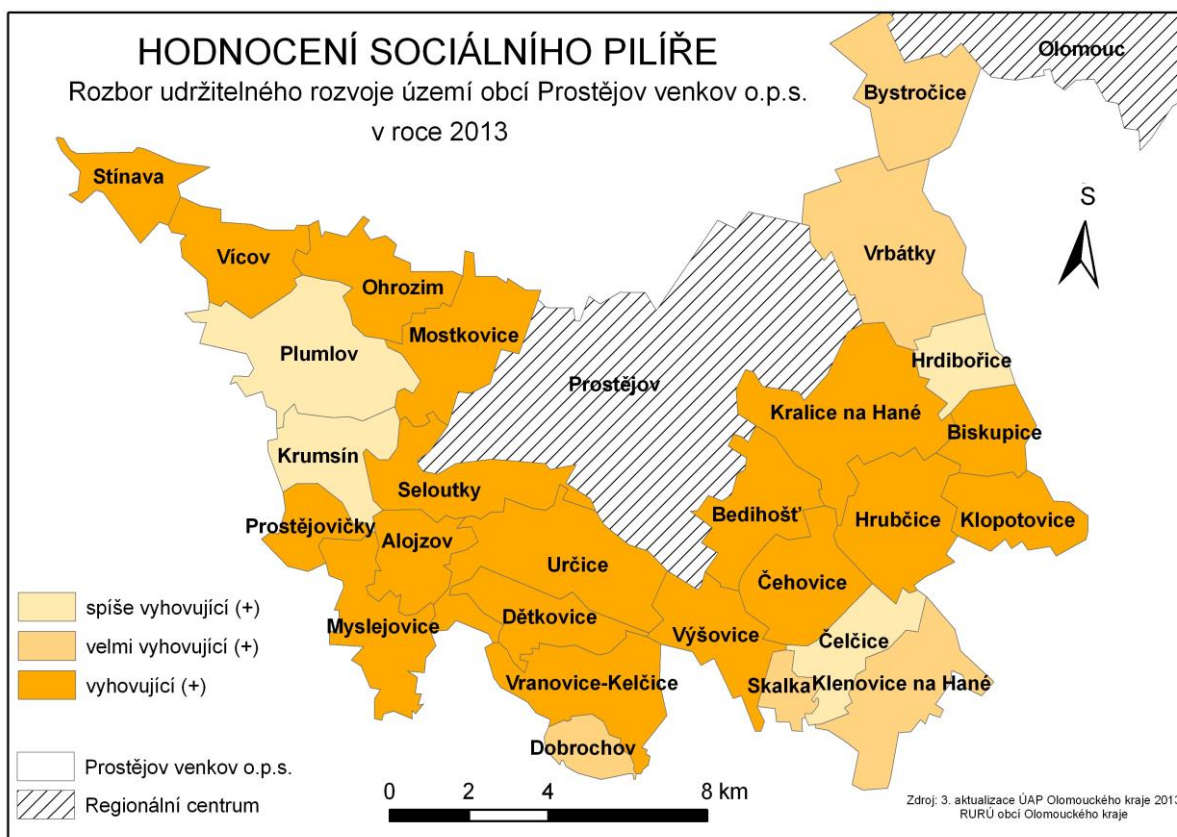 HODNOCENÍ SOCIÁLNÍHO PILÍŘE
Rozbor udržitelného rozvoje území obcí Prostějov venkov o.p.s.
v roce 2013
Olomouc
Bystročice
Stínava
S
Vícov
Vrbátky
Ohrozim
Mostkovice
Plumlov
Hrdibořice
Prostějov
Kralice na Hané
Biskupice
Krumsín
Seloutky
Prostějovičky
Alojzov
Bedihošť
Hrubčice
Klopotovice
Určice
Čehovice
spíše vyhovující (+)
velmi vyhovující (+)
vyhovující (+)
Myslejovice
Dětkovice
Výšovice
Čelčice
Vranovice-Kelčice
Skalka
Klenovice na Hané
Dobrochov
Prostějov venkov o.p.s.
Regionální centrum
0 2 4 8 km
Zdroj: 3. aktualizace ÚAP Olomouckého kraje 2013
RURÚ obcí Olomouckého kraje